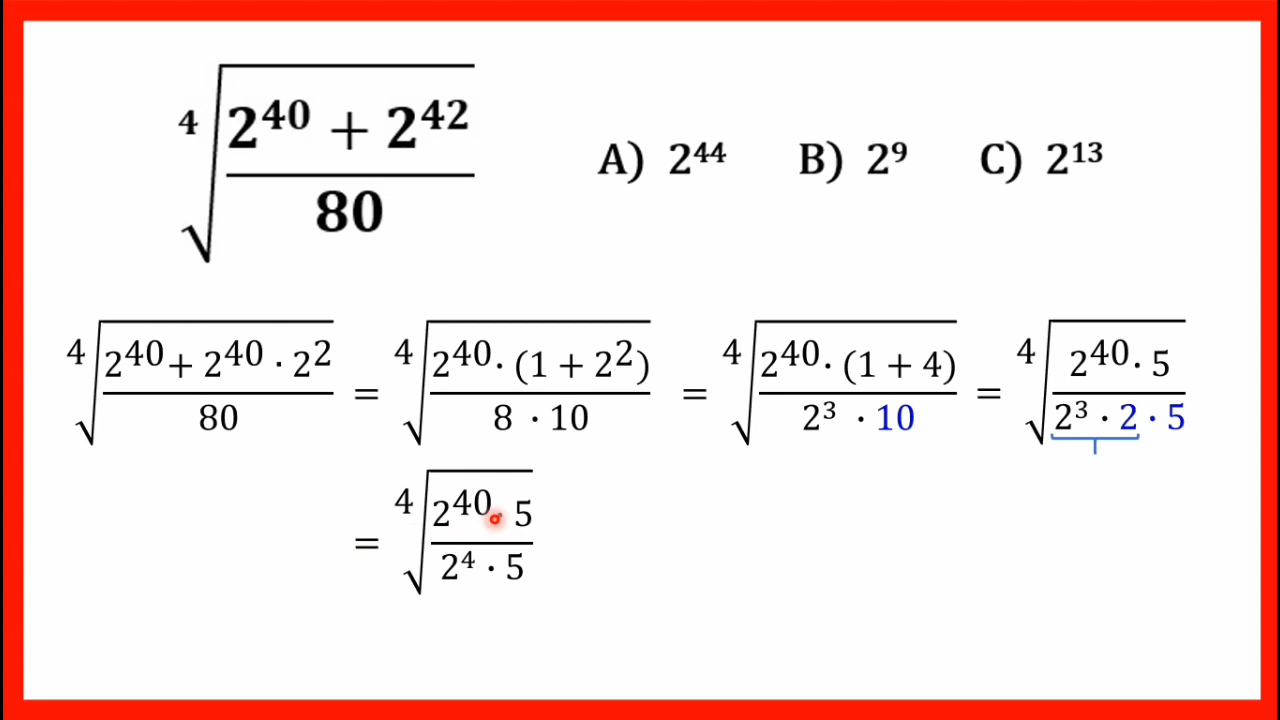 ⁴√((2⁴⁰ + 2⁴²)/80) A) 2⁴⁴ B) 2⁹ C) 2¹³
⁴√((2⁴⁰ + 2⁴⁰ · 2²)/80) = ⁴√((2⁴⁰ · (1 + 2²))/(8 · 10)) = ⁴√((2⁴⁰ · (1 + 4))/(2³ · 10)) = ⁴√((2⁴⁰ · 5)/(2³ · 2 · 5))
= ⁴√((2⁴⁰ · 5)/(2⁴ · 5))